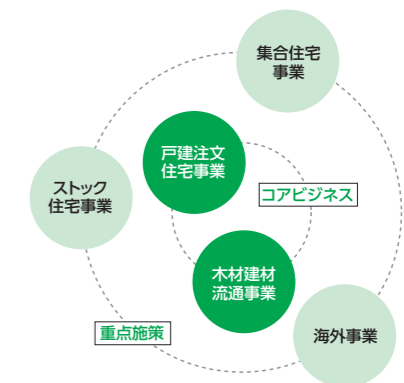 集合住宅
事業
戸建注文
住宅事業
ストック
住宅事業
コアビジネス
木材建材
流通事業
重点施策
海外事業